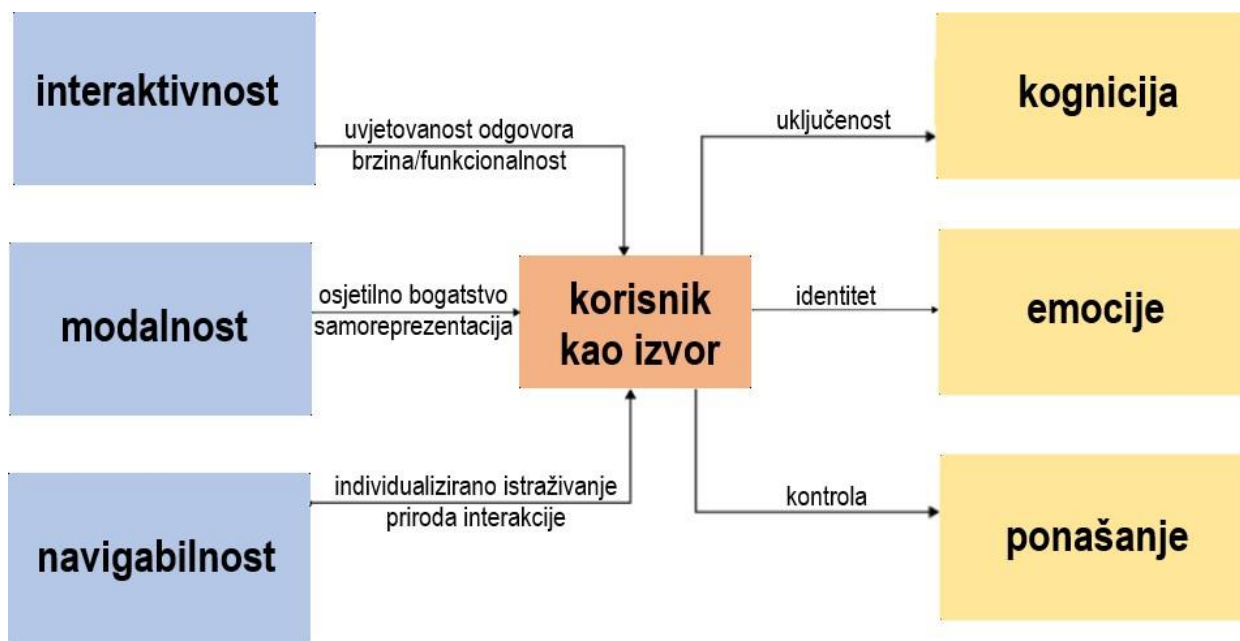 interaktivnost
uvjetovanost odgovora
brzina/funkcionalnost
uključenost
kognicija
modalnost
osjetilno bogatstvo
samoreprezentacija
korisnik
kao izvor
identitet
emocije
navigabilnost
individualizirano istraživanje
priroda interakcije
kontrola
ponašanje